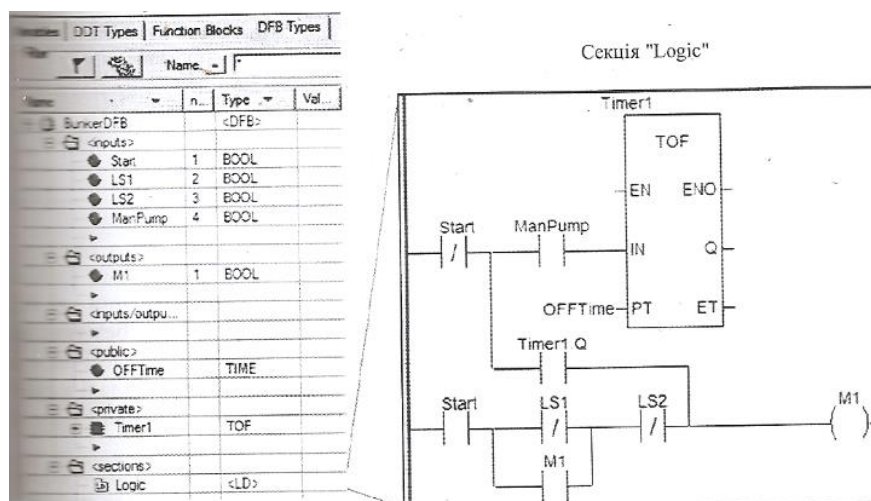 DDT Types Function Blocks DFB Types
Name
n... Type Val...
BunkerDFB <DFB>
<inputs>
Start 1 BOOL
LS1 2 BOOL
LS2 3 BOOL
ManPump 4 BOOL
<outputs>
M1 1 BOOL
<inputs/outpu...
<public>
OFFTime TIME
<private>
Timer1 TOF
<sections>
Logic <LD>
Секція "Logic"
Timer1
TOF
EN ENO
Start ManPump
IN Q
OFFTime PT ET
Timer1.Q
Start LS1 LS2 M1
M1